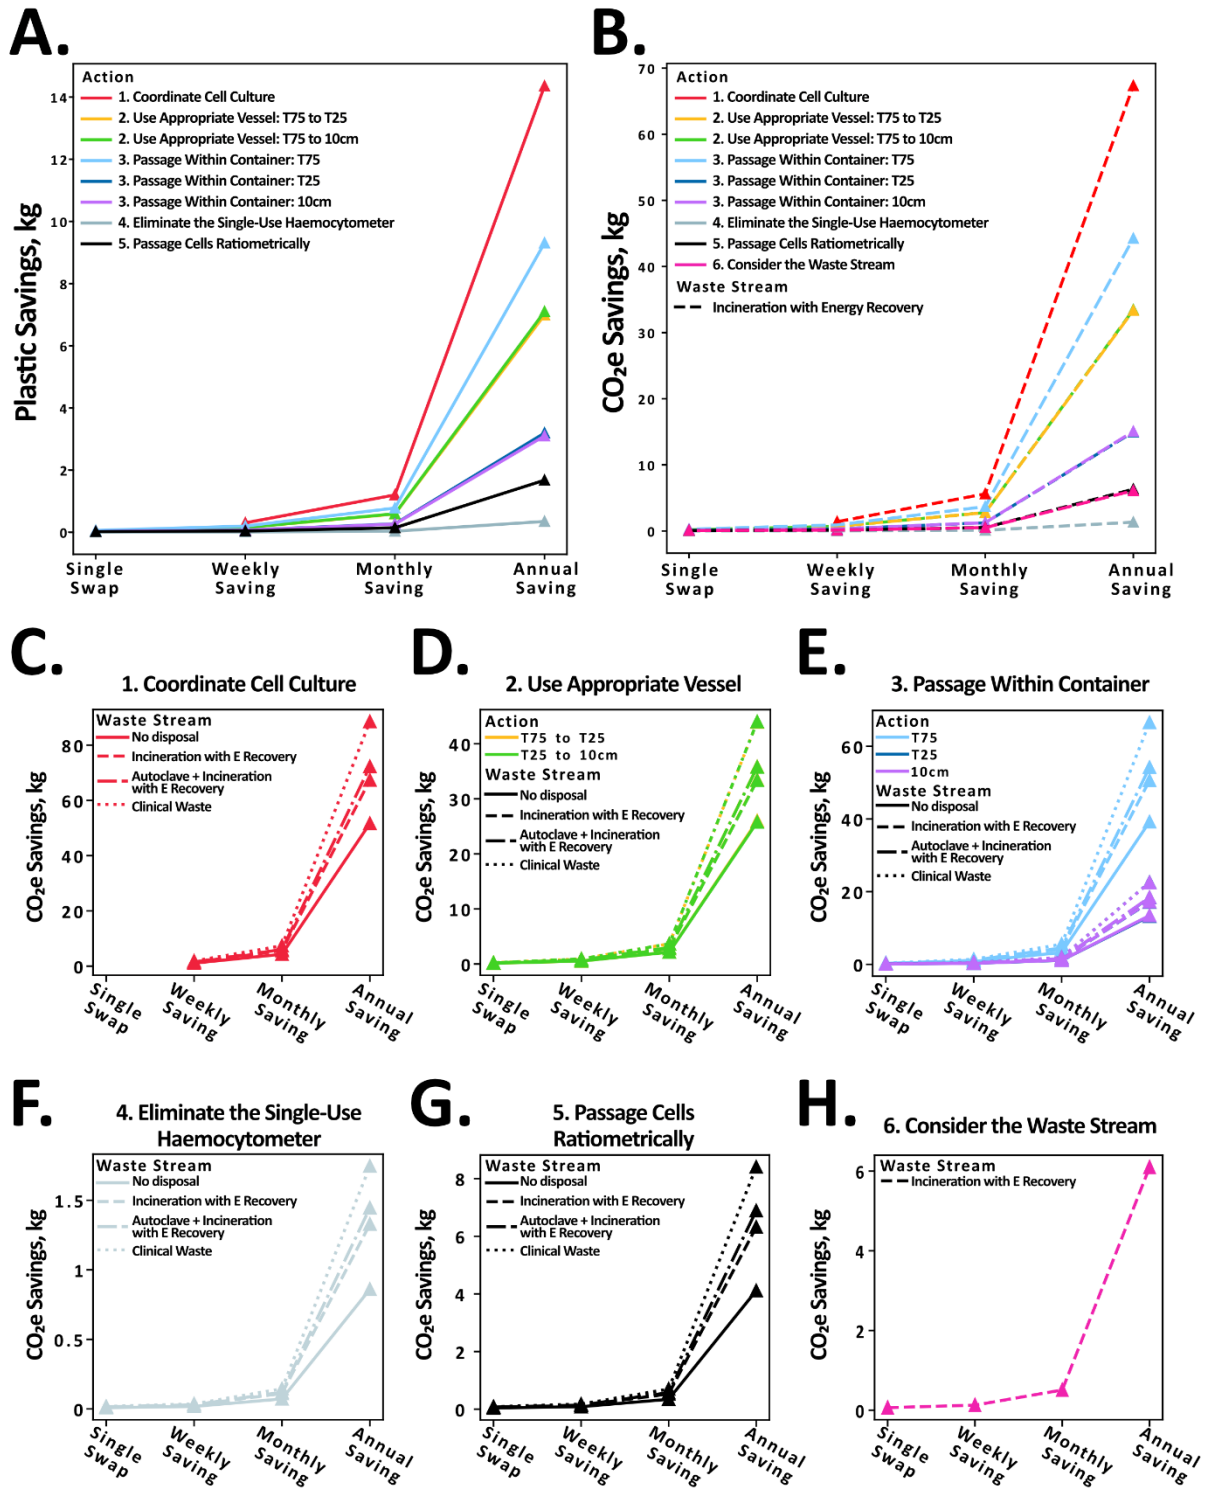 A.
Plastic Savings, kg
14
12
10
8
6
4
2
0
Action
1. Coordinate Cell Culture
2. Use Appropriate Vessel: T75 to T25
2. Use Appropriate Vessel: T75 to 10cm
3. Passage Within Container: T75
3. Passage Within Container: T25
3. Passage Within Container: 10cm
4. Eliminate the Single-Use Haemocytometer
5. Passage Cells Ratiometrically
Single
Swap
Weekly
Saving
Monthly
Saving
Annual
Saving
B.
CO₂e Savings, kg
70
60
50
40
30
20
10
0
Action
1. Coordinate Cell Culture
2. Use Appropriate Vessel: T75 to T25
2. Use Appropriate Vessel: T75 to 10cm
3. Passage Within Container: T75
3. Passage Within Container: T25
3. Passage Within Container: 10cm
4. Eliminate the Single-Use Haemocytometer
5. Passage Cells Ratiometrically
6. Consider the Waste Stream
Waste Stream
Incineration with Energy Recovery
Single
Swap
Weekly
Saving
Monthly
Saving
Annual
Saving
C.
1. Coordinate Cell Culture
CO₂e Savings, kg
80
60
40
20
0
Waste Stream
No disposal
Incineration with E Recovery
Autoclave + Incineration
with E Recovery
Clinical Waste
Single
Swap
Weekly
Saving
Monthly
Saving
Annual
Saving
D.
2. Use Appropriate Vessel
CO₂e Savings, kg
40
30
20
10
0
Action
T75 to T25
T25 to 10cm
Waste Stream
No disposal
Incineration with E Recovery
Autoclave + Incineration
with E Recovery
Clinical Waste
Single
Swap
Weekly
Saving
Monthly
Saving
Annual
Saving
E.
3. Passage Within Container
CO₂e Savings, kg
60
40
20
0
Action
T75
T25
10cm
Waste Stream
No disposal
Incineration with E Recovery
Autoclave + Incineration
with E Recovery
Clinical Waste
Single
Swap
Weekly
Saving
Monthly
Saving
Annual
Saving
F.
4. Eliminate the Single-Use
Haemocytometer
CO₂e Savings, kg
1.5
1
0.5
0
Waste Stream
No disposal
Incineration with E Recovery
Autoclave + Incineration
with E Recovery
Clinical Waste
Single
Swap
Weekly
Saving
Monthly
Saving
Annual
Saving
G.
5. Passage Cells
Ratiometrically
CO₂e Savings, kg
8
6
4
2
0
Waste Stream
No disposal
Incineration with E Recovery
Autoclave + Incineration
with E Recovery
Clinical Waste
Single
Swap
Weekly
Saving
Monthly
Saving
Annual
Saving
H.
6. Consider the Waste Stream
CO₂e Savings, kg
6
4
2
0
Waste Stream
Incineration with E Recovery
Single
Swap
Weekly
Saving
Monthly
Saving
Annual
Saving